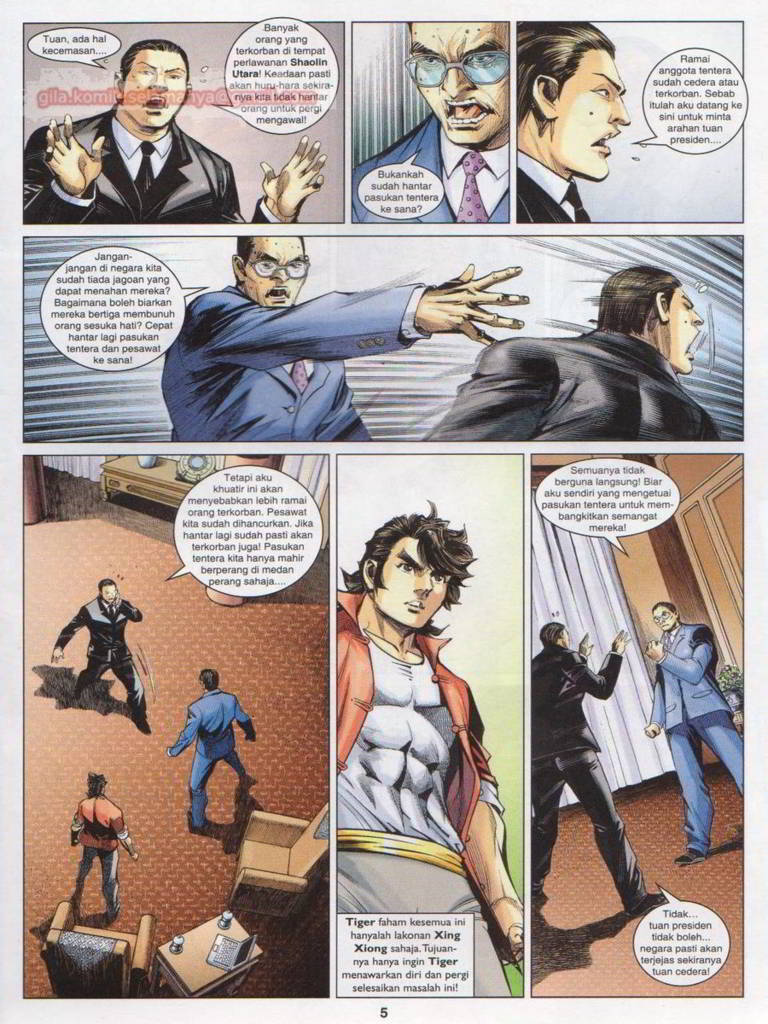 Tuan, ada hal
kecemasan....
Banyak
orang yang
terkorban di tempat
perlawanan Shaolin
Utara! Keadaan pasti
akan huru-hara sekira-
nya kita tidak hantar
orang untuk pergi
mengawal!
Bukankah
sudah hantar
pasukan tentera
ke sana?
Ramai
anggota tentera
sudah cedera atau
terkorban. Sebab
itulah aku datang ke
sini untuk minta
arahan tuan
presiden....
Jangan-
jangan di negara kita
sudah tiada jagoan yang
dapat menahan mereka?
Bagaimana boleh biarkan
mereka bertiga membunuh
orang sesuka hati? Cepat
hantar lagi pasukan
tentera dan pesawat
ke sana!
Tetapi aku
khuatir ini akan
menyebabkan lebih ramai
orang terkorban. Pesawat
kita sudah dihancurkan. Jika
hantar lagi sudah pasti akan
terkorban juga! Pasukan
tentera kita hanya mahir
berperang di medan
perang sahaja....
Tiger faham kesemua ini
hanyalah lakonan Xing
Xiong sahaja. Tujuan-
nya hanya ingin Tiger
menawarkan diri dan pergi
selesaikan masalah ini!
Semuanya tidak
berguna langsung! Biar
aku sendiri yang mengetuai
pasukan tentera untuk mem-
bangkitkan semangat
mereka!
Tidak...
tuan presiden
tidak boleh...
negara pasti akan
terjejas sekiranya
tuan cedera!
5